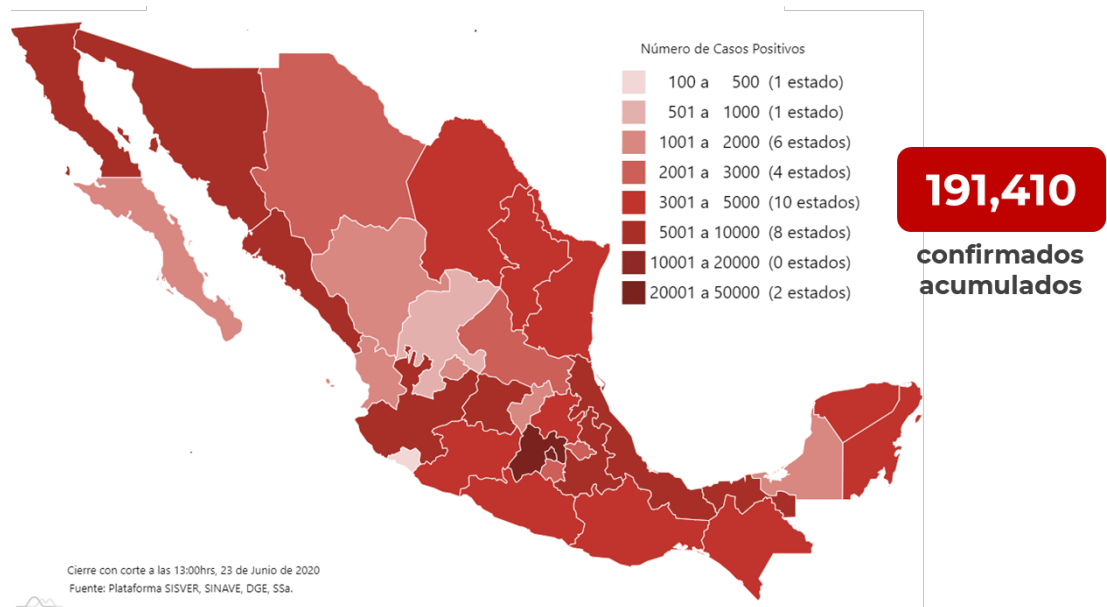 Número de Casos Positivos
100 a 500 (1 estado)
501 a 1000 (1 estado)
1001 a 2000 (6 estados)
2001 a 3000 (4 estados)
3001 a 5000 (10 estados)
5001 a 10000 (8 estados)
10001 a 20000 (0 estados)
20001 a 50000 (2 estados)
191,410
confirmados
acumulados
Cierre con corte a las 13:00hrs, 23 de Junio de 2020
Fuente: Plataforma SISVER, SINAVE, DGE, SSa.